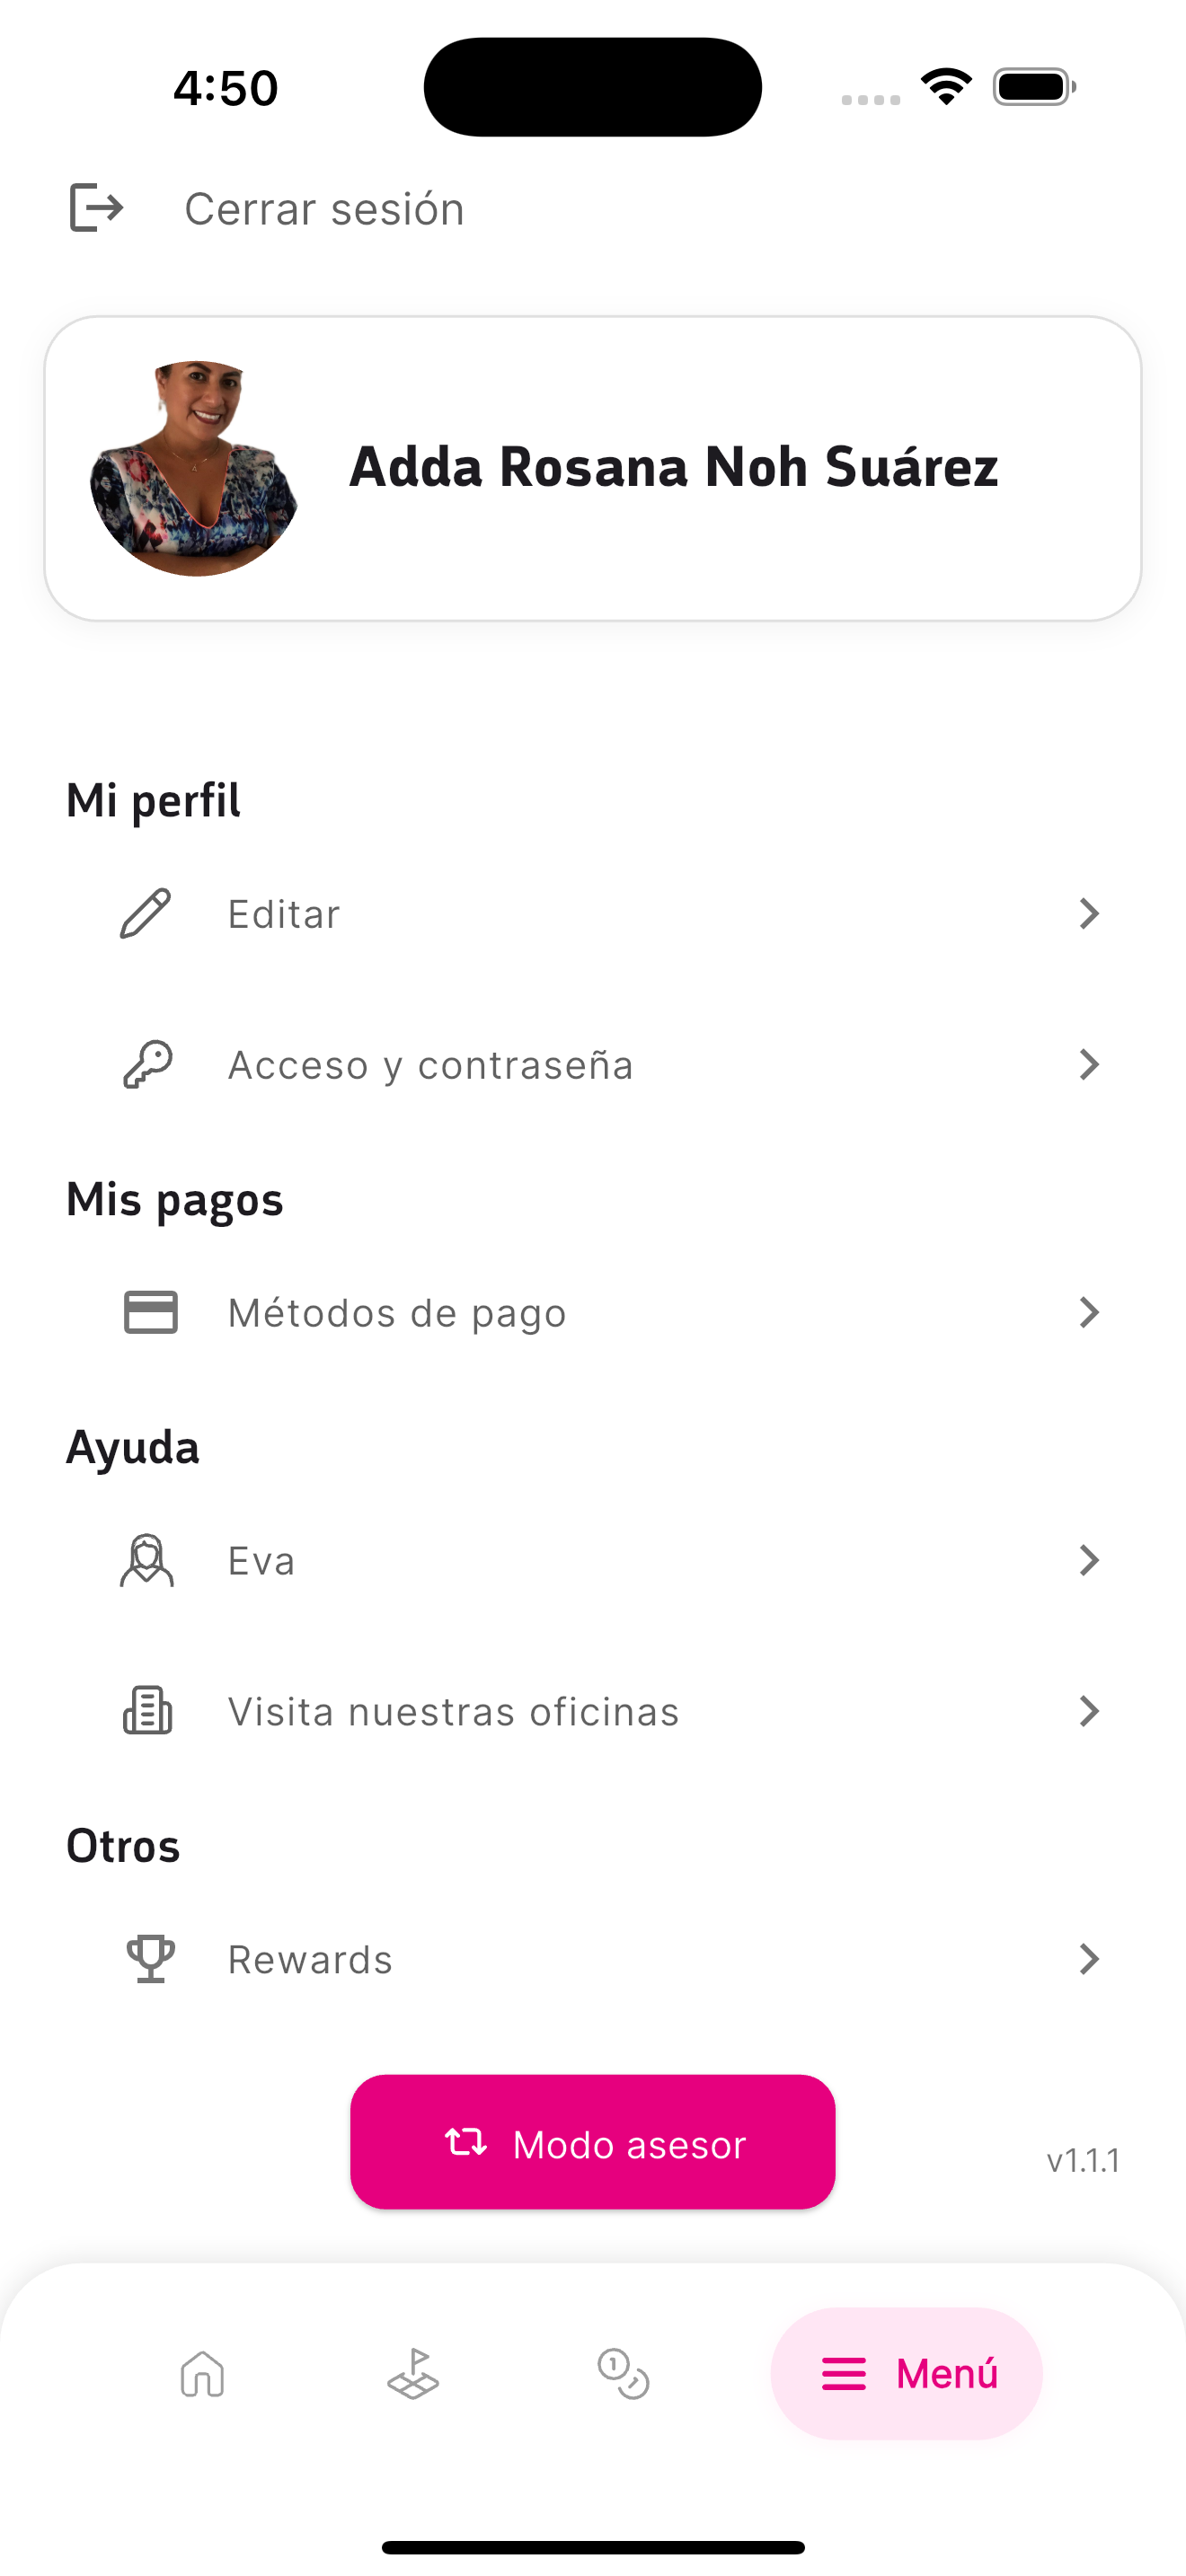 4:50
Cerrar sesión
Adda Rosana Noh Suárez
Mi perfil
Editar
Acceso y contraseña
Mis pagos
Métodos de pago
Ayuda
Eva
Visita nuestras oficinas
Otros
Rewards
Modo asesor
v1.1.1
Menú